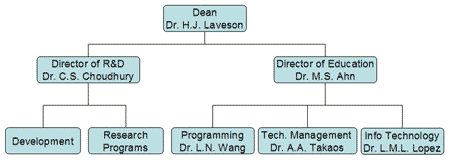 Dean
Dr. H.J. Laveson
Director of R&D
Dr. C.S. Choudhury
Director of Education
Dr. M.S. Ahn
Development
Research
Programs
Programming
Dr. L.N. Wang
Tech. Management
Dr. A.A. Takaos
Info Technology
Dr. L.M.L. Lopez